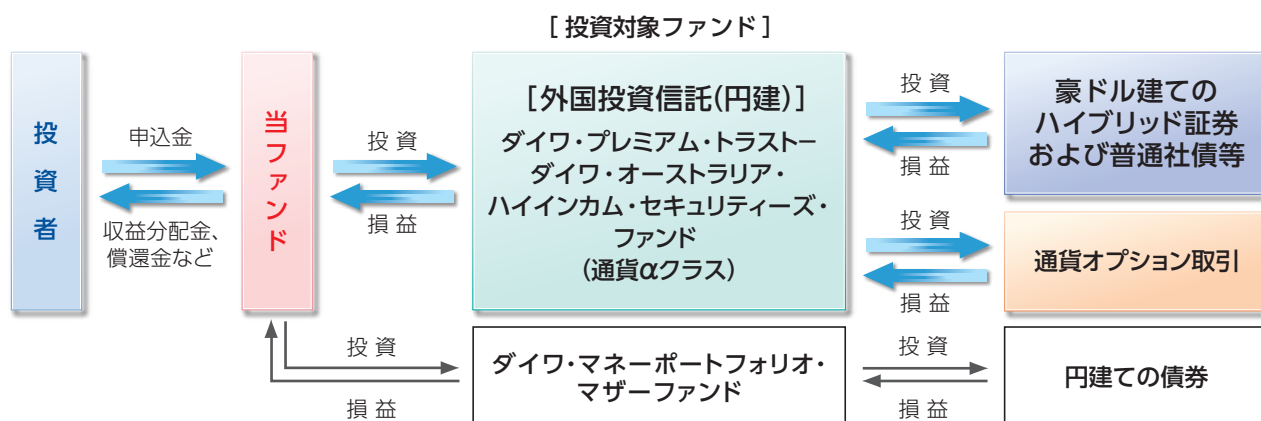 ［投資対象ファンド］
投資者
申込金
収益分配金、
償還金など
当ファンド
投 資
損 益
［外国投資信託(円建)］
ダイワ・プレミアム・トラストー
ダイワ・オーストラリア・
ハイインカム・セキュリティーズ・
ファンド
(通貨αクラス)
投 資
損 益
豪ドル建ての
ハイブリッド証券
および普通社債等
投 資
損 益
通貨オプション取引
投 資
損 益
ダイワ・マネーポートフォリオ・
マザーファンド
投 資
損 益
円建ての債券